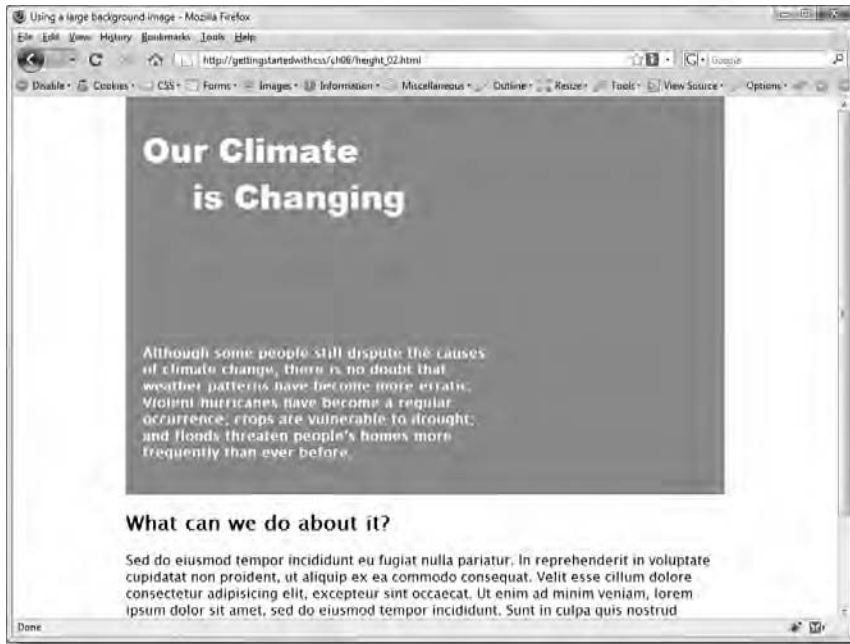 Using a large background image - Mozilla Firefox
File Edit View History Bookmarks Tools Help
http://gettingstartedwithcss/ch08/height_02.html
Google
Disable Cookies CSS Forms Images Information Miscellaneous Outline Resize Tools View Source Options
Our Climate
is Changing
Although some people still dispute the causes
of climate change, there is no doubt that
weather patterns have become more erratic.
Violent hurricanes have become a regular
occurrence; crops are vulnerable to drought;
and floods threaten people's homes more
frequently than ever before.
What can we do about it?
Sed do eiusmod tempor incididunt eu fugiat nulla pariatur. In reprehenderit in voluptate
cupidatat non proident, ut aliquip ex ea commodo consequat. Velit esse cillum dolore
consectetur adipisicing elit, excepteur sint occaecat. Ut enim ad minim veniam, lorem
ipsum dolor sit amet, sed do eiusmod tempor incididunt. Sunt in culpa quis nostrud
Done